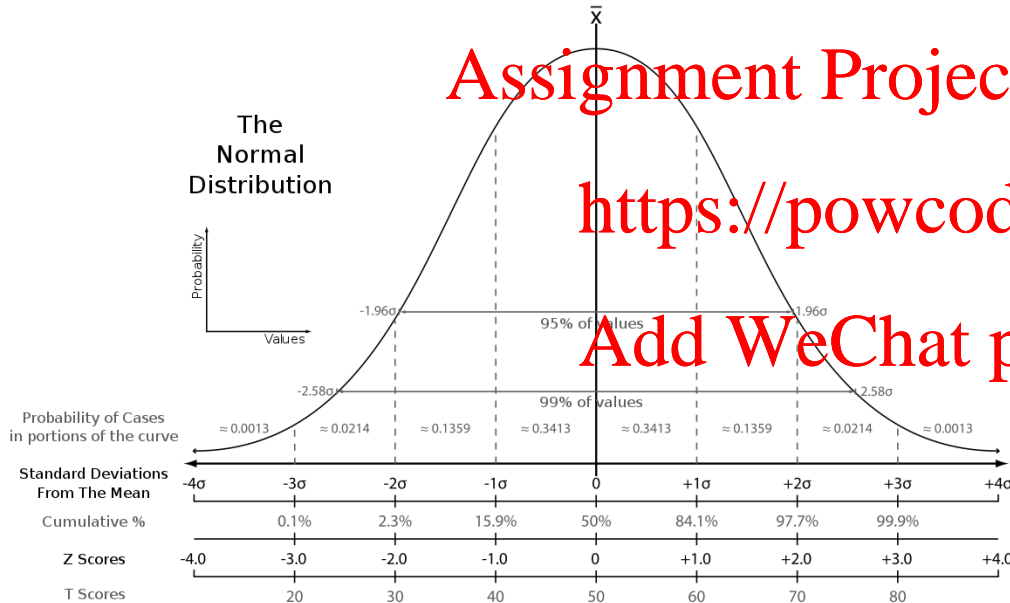 x̄
Assignment Projec
The
Normal
Distribution
https://powcod
Probability
Values
-1.96σ
1.96σ
95% of values
Add WeChat p
-2.58σ
2.58σ
99% of values
Probability of Cases
in portions of the curve
≈ 0.0013 ≈ 0.0214 ≈ 0.1359 ≈ 0.3413 ≈ 0.3413 ≈ 0.1359 ≈ 0.0214 ≈ 0.0013
Standard Deviations
From The Mean
-4σ -3σ -2σ -1σ 0 +1σ +2σ +3σ +4σ
Cumulative % 0.1% 2.3% 15.9% 50% 84.1% 97.7% 99.9%
Z Scores -4.0 -3.0 -2.0 -1.0 0 +1.0 +2.0 +3.0 +4.0
T Scores 20 30 40 50 60 70 80